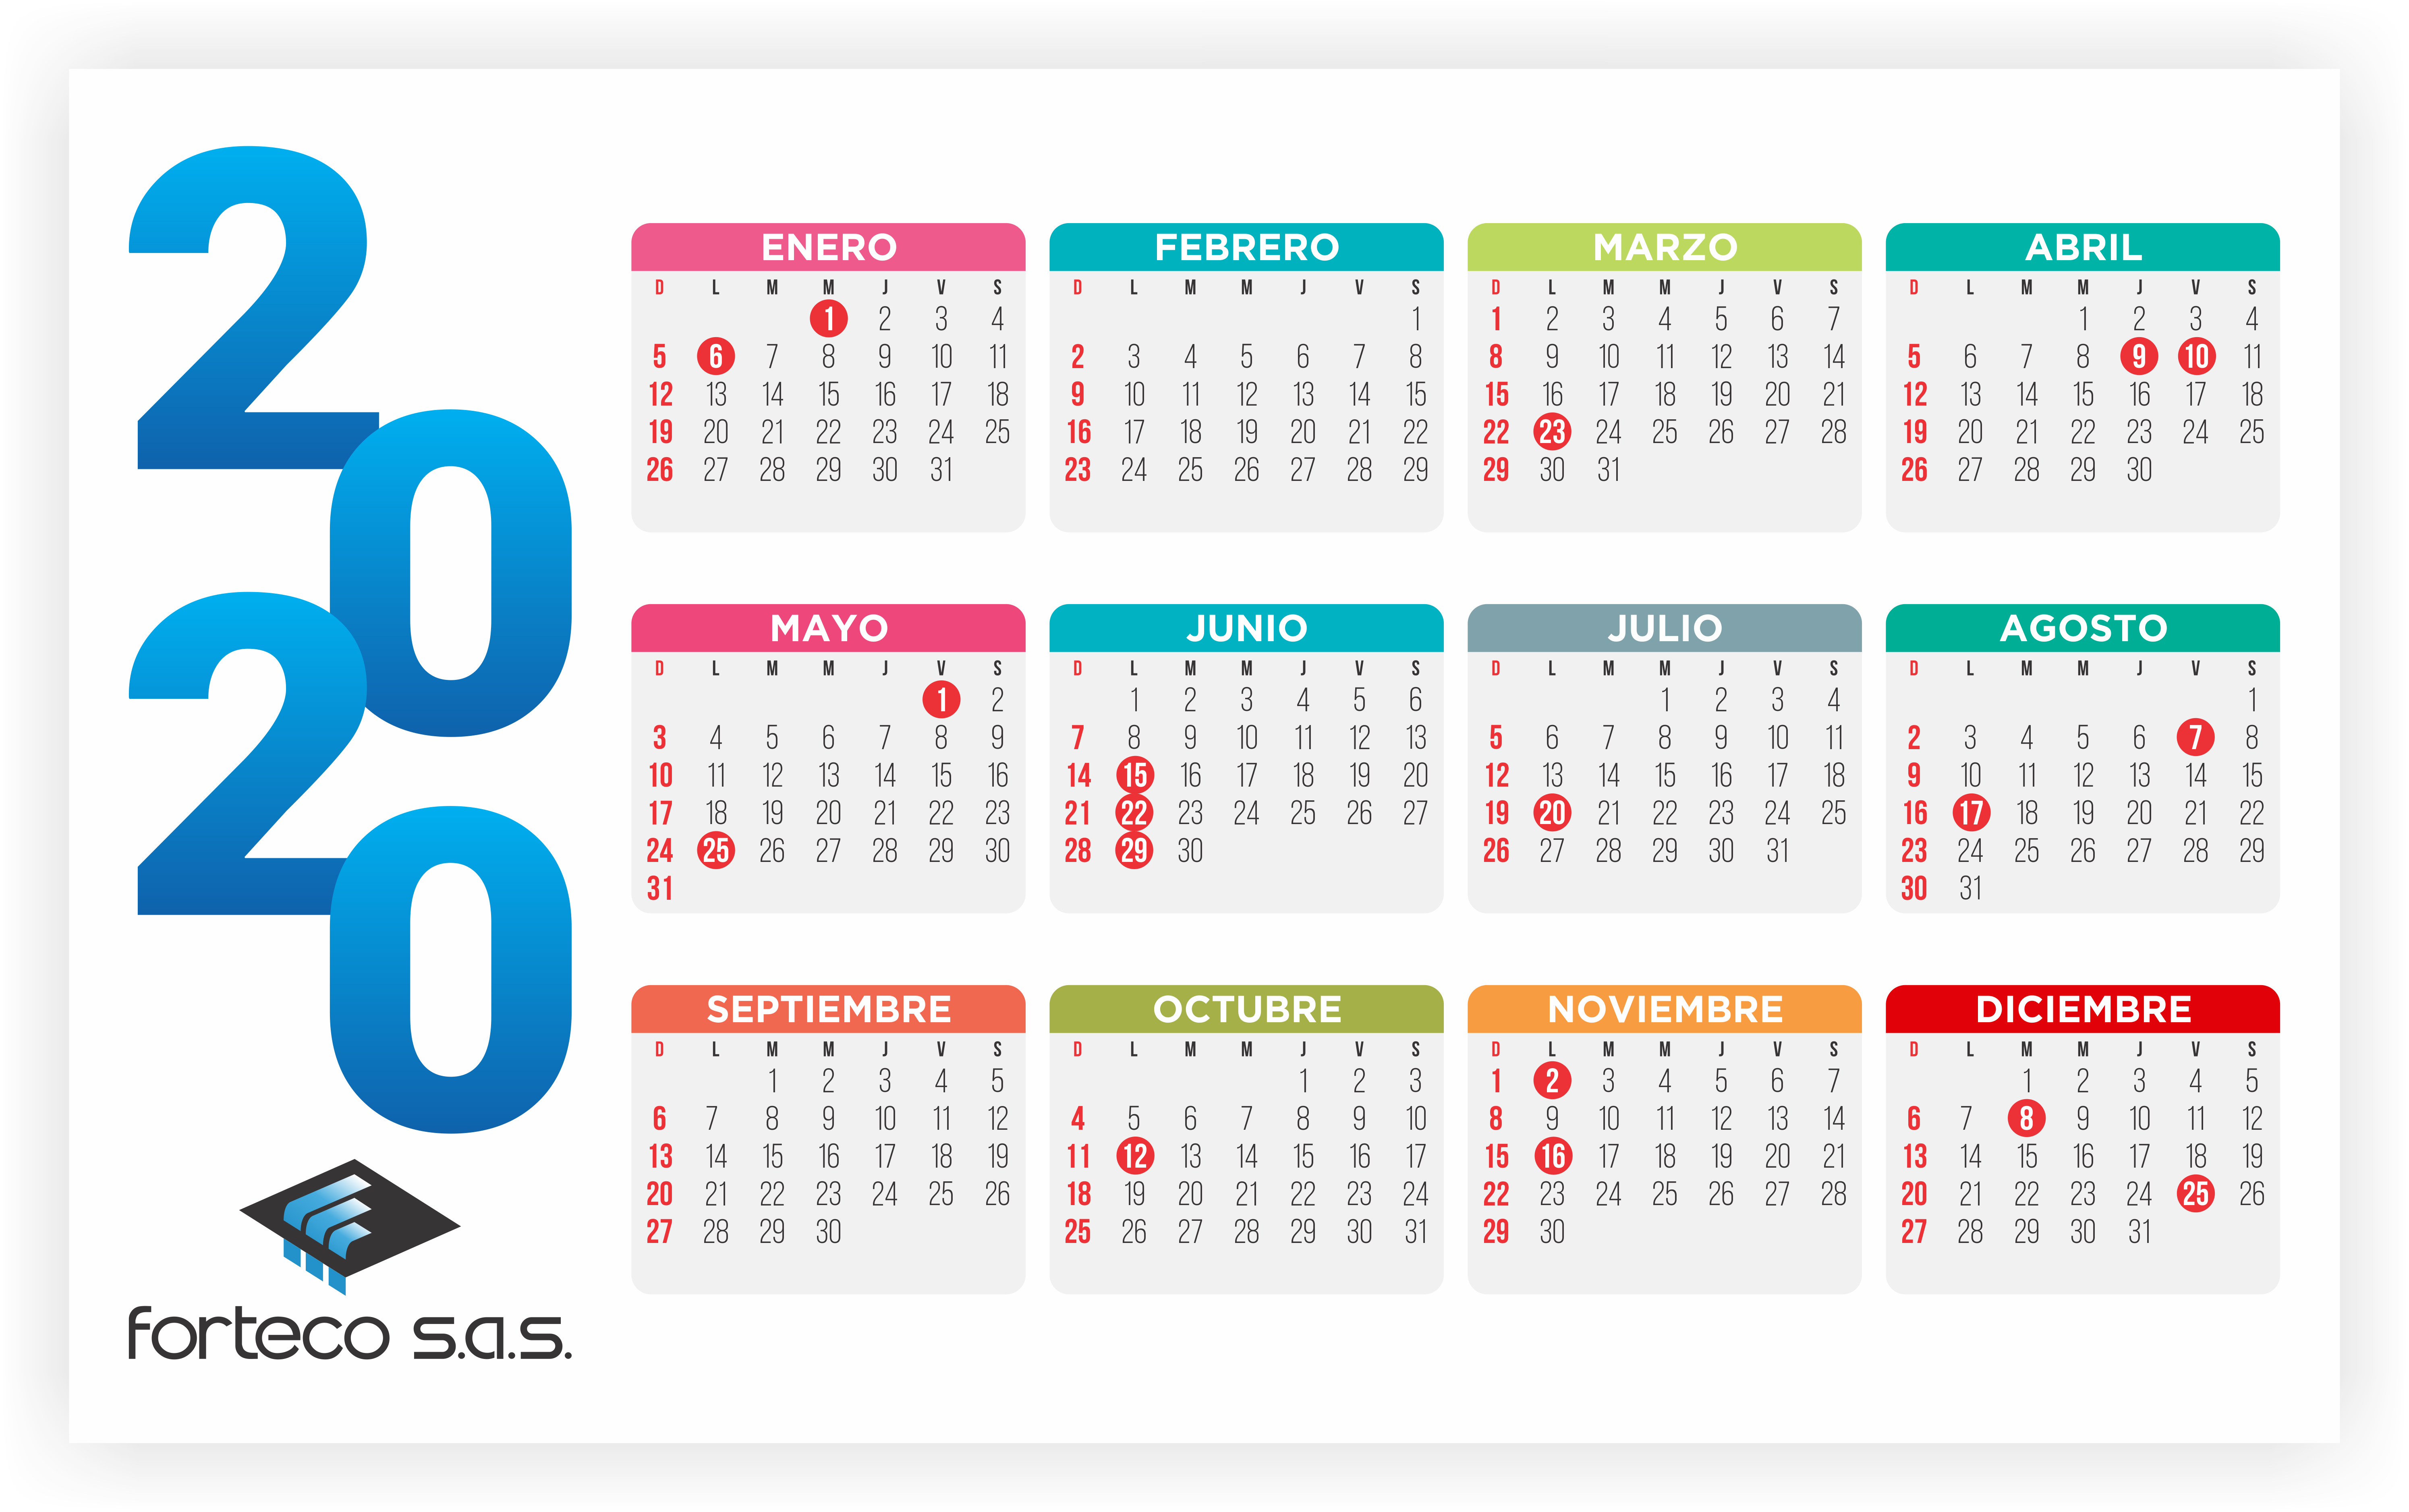 2020
ENERO
D L M M J V S
1 2 3 4
5 6 7 8 9 10 11
12 13 14 15 16 17 18
19 20 21 22 23 24 25
26 27 28 29 30 31
FEBRERO
D L M M J V S
1
2 3 4 5 6 7 8
9 10 11 12 13 14 15
16 17 18 19 20 21 22
23 24 25 26 27 28 29
MARZO
D L M M J V S
1 2 3 4 5 6 7
8 9 10 11 12 13 14
15 16 17 18 19 20 21
22 23 24 25 26 27 28
29 30 31
ABRIL
D L M M J V S
1 2 3 4
5 6 7 8 9 10 11
12 13 14 15 16 17 18
19 20 21 22 23 24 25
26 27 28 29 30
MAYO
D L M M J V S
1 2
3 4 5 6 7 8 9
10 11 12 13 14 15 16
17 18 19 20 21 22 23
24 25 26 27 28 29 30
31
JUNIO
D L M M J V S
1 2 3 4 5 6
7 8 9 10 11 12 13
14 15 16 17 18 19 20
21 22 23 24 25 26 27
28 29 30
JULIO
D L M M J V S
1 2 3 4
5 6 7 8 9 10 11
12 13 14 15 16 17 18
19 20 21 22 23 24 25
26 27 28 29 30 31
AGOSTO
D L M M J V S
1
2 3 4 5 6 7 8
9 10 11 12 13 14 15
16 17 18 19 20 21 22
23 24 25 26 27 28 29
30 31
SEPTIEMBRE
D L M M J V S
1 2 3 4 5
6 7 8 9 10 11 12
13 14 15 16 17 18 19
20 21 22 23 24 25 26
27 28 29 30
OCTUBRE
D L M M J V S
1 2 3
4 5 6 7 8 9 10
11 12 13 14 15 16 17
18 19 20 21 22 23 24
25 26 27 28 29 30 31
NOVIEMBRE
D L M M J V S
1 2 3 4 5 6 7
8 9 10 11 12 13 14
15 16 17 18 19 20 21
22 23 24 25 26 27 28
29 30
DICIEMBRE
D L M M J V S
1 2 3 4 5
6 7 8 9 10 11 12
13 14 15 16 17 18 19
20 21 22 23 24 25 26
27 28 29 30 31
forteco s.a.s.